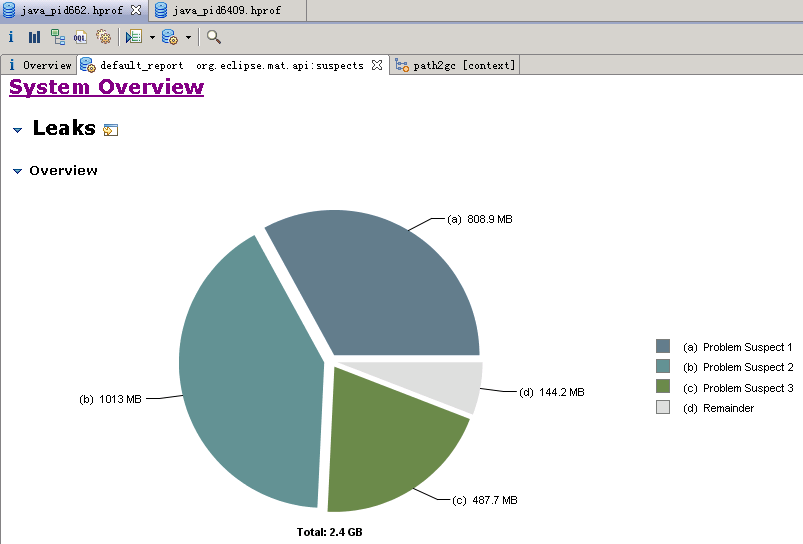 java_pid662.hprof java_pid6409.hprof
i OQL
i Overview default_report org.eclipse.mat.api:suspects path2gc [context]
System Overview
Leaks
Overview
(a) 808.9 MB
(a) Problem Suspect 1
(b) Problem Suspect 2
(c) Problem Suspect 3
(d) Remainder
(d) 144.2 MB
(b) 1013 MB
(c) 487.7 MB
Total: 2.4 GB